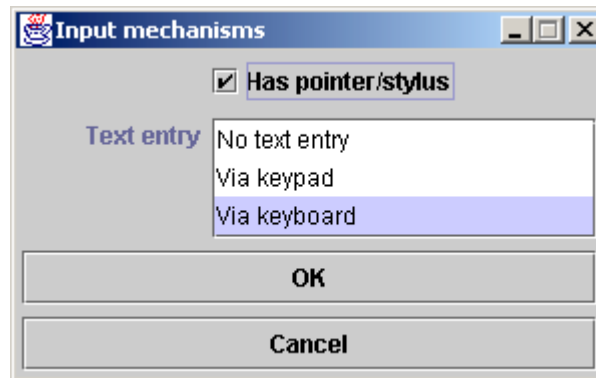 Input mechanisms
Has pointer/stylus
Text entry
No text entry
Via keypad
Via keyboard
OK
Cancel